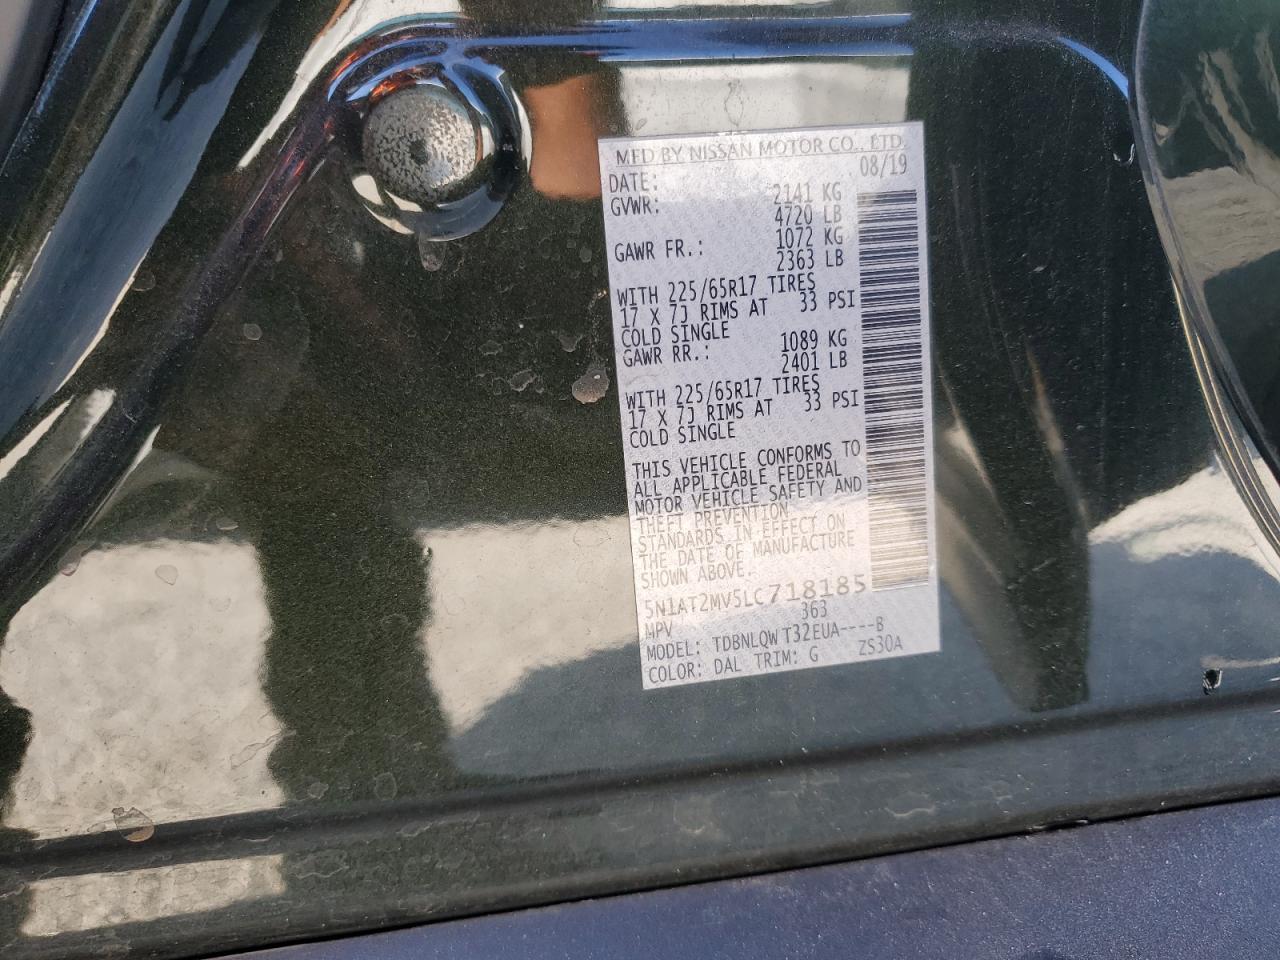 MFD BY NISSAN MOTOR CO., LTD.
DATE: 08/19
GVWR: 2141 KG
4720 LB
GAWR FR.: 1072 KG
2363 LB
WITH 225/65R17 TIRES
17 X 7J RIMS AT 33 PSI
COLD SINGLE
GAWR RR.: 1089 KG
2401 LB
WITH 225/65R17 TIRES
17 X 7J RIMS AT 33 PSI
COLD SINGLE
THIS VEHICLE CONFORMS TO
ALL APPLICABLE FEDERAL
MOTOR VEHICLE SAFETY AND
THEFT PREVENTION
STANDARDS IN EFFECT ON
THE DATE OF MANUFACTURE
SHOWN ABOVE.
5N1AT2MV5LC718185
MPV 363
MODEL: TDBNLQW T32EUA----B
COLOR: DAL TRIM: G ZS30A